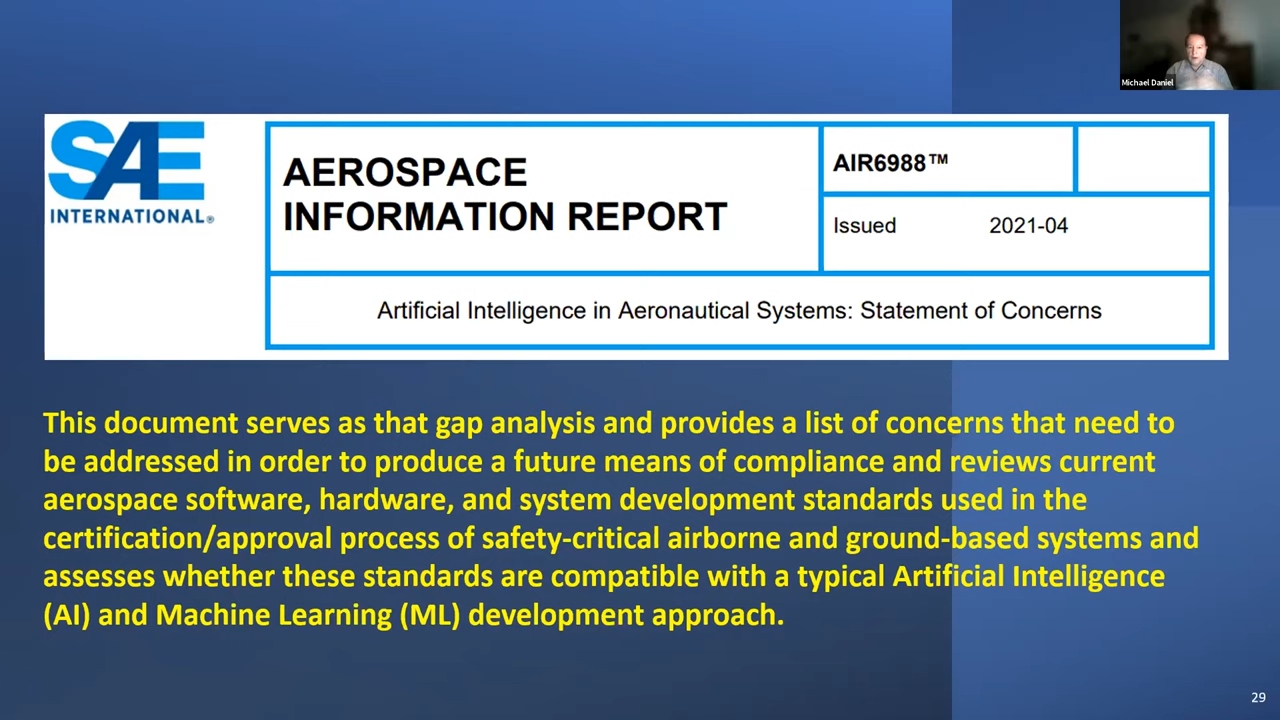 Michael Daniel
SAE
INTERNATIONAL®
AEROSPACE
INFORMATION REPORT
AIR6988™
Issued 2021-04
Artificial Intelligence in Aeronautical Systems: Statement of Concerns
This document serves as that gap analysis and provides a list of concerns that need to
be addressed in order to produce a future means of compliance and reviews current
aerospace software, hardware, and system development standards used in the
certification/approval process of safety-critical airborne and ground-based systems and
assesses whether these standards are compatible with a typical Artificial Intelligence
(AI) and Machine Learning (ML) development approach.
29